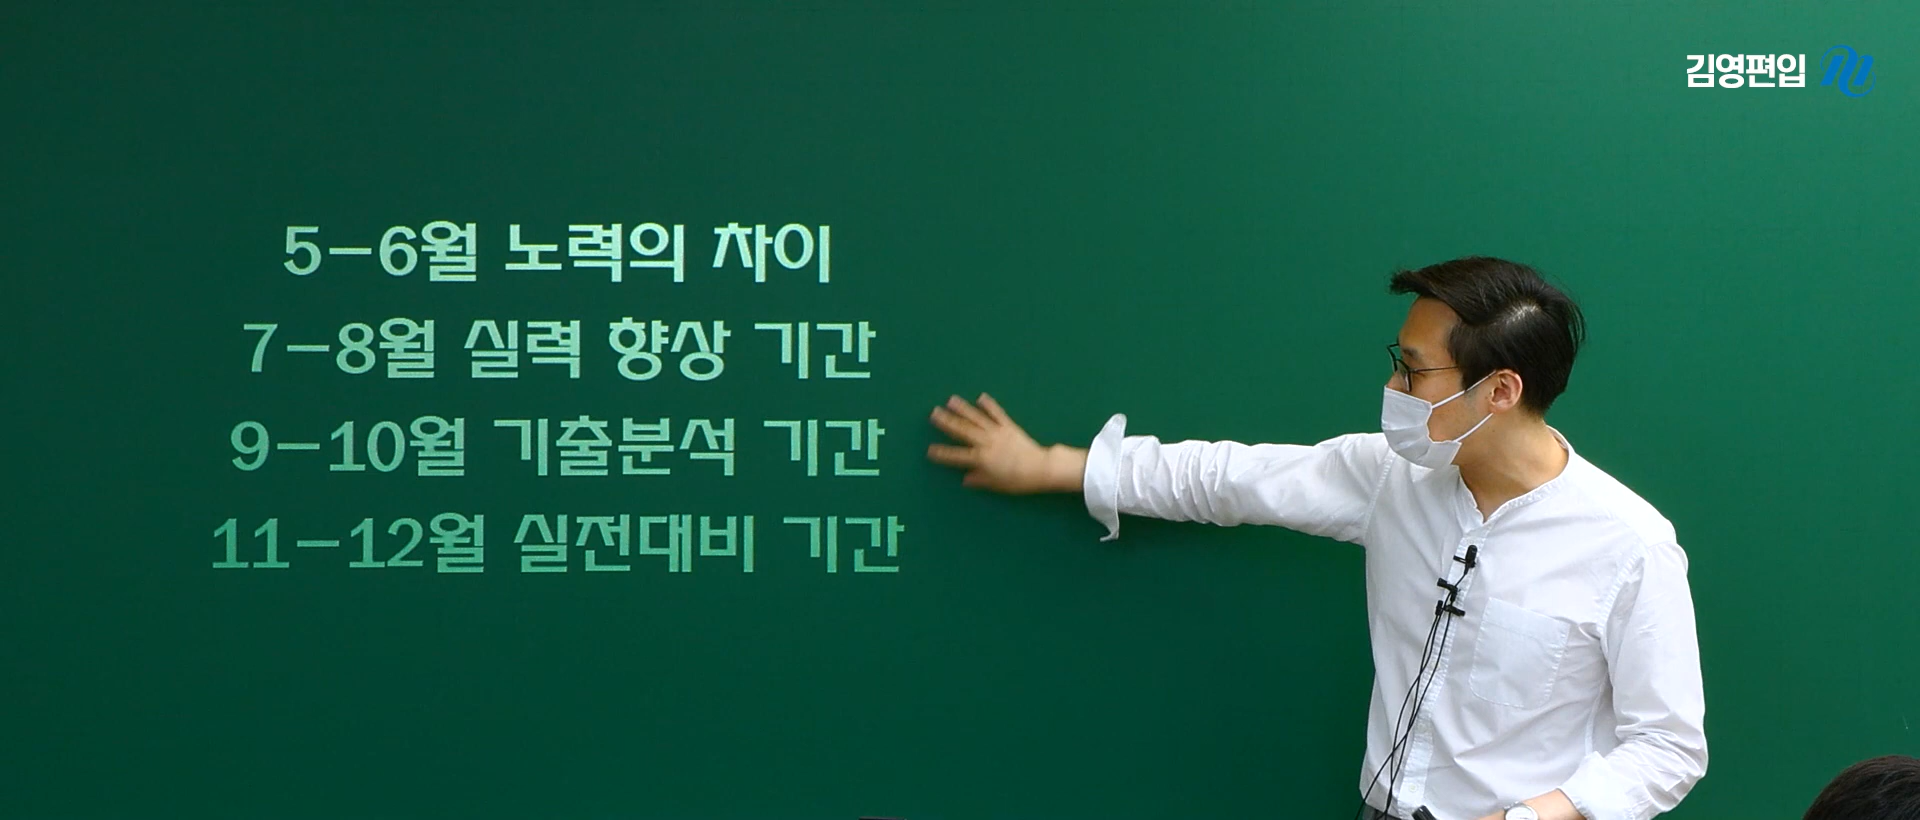 김영편입
5-6월 노력의 차이
7-8월 실력 향상 기간
9-10월 기출분석 기간
11-12월 실전대비 기간